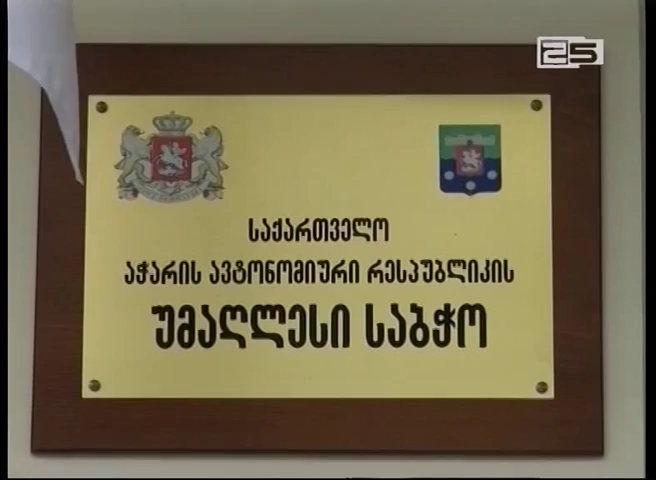 25
საქართველო
აჭარის ავტონომიური რესპუბლიკის
უმაღლესი საბჭო